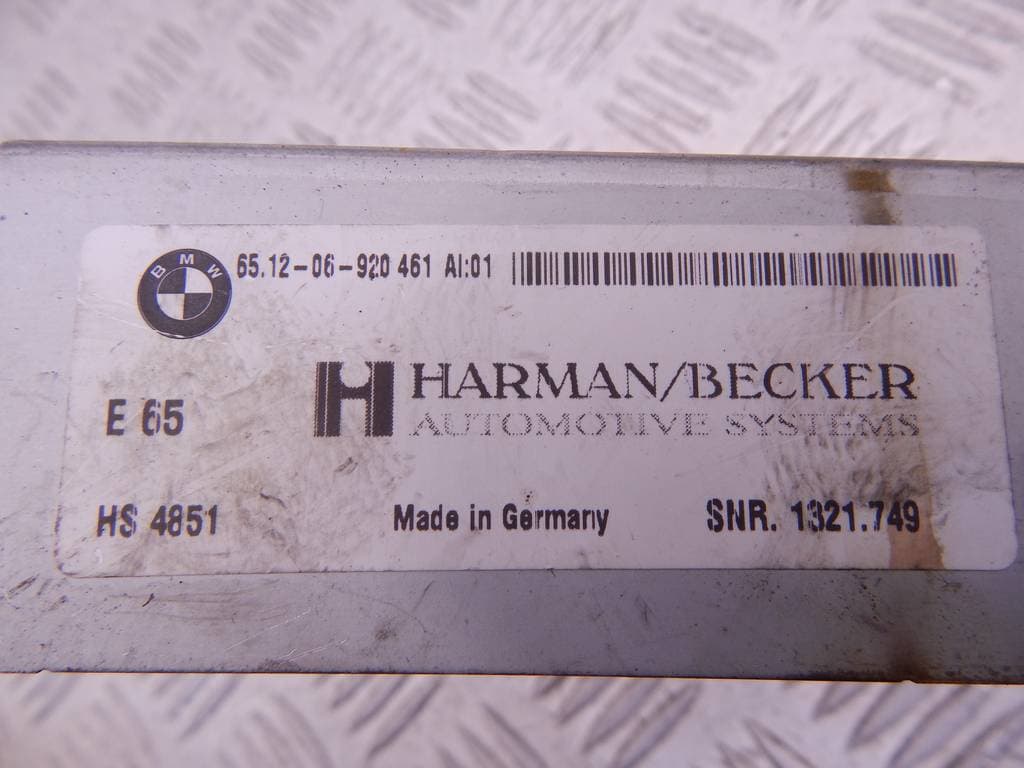 BMW 65.12-06-920 461 AI:01
H HARMAN/BECKER
AUTOMOTIVE SYSTEMS
E 65
HS 4851 Made in Germany SNR. 1321.749